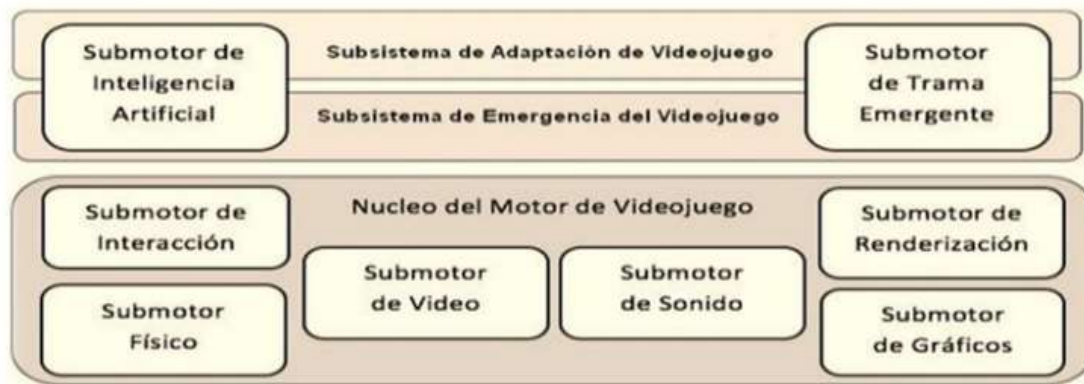 Submotor de
Inteligencia
Artificial
Subsistema de Adaptación de Videojuego
Subsistema de Emergencia del Videojuego
Submotor
de Trama
Emergente
Nucleo del Motor de Videojuego
Submotor de
Interacción
Submotor
Físico
Submotor
de Video
Submotor
de Sonido
Submotor de
Renderización
Submotor
de Gráficos